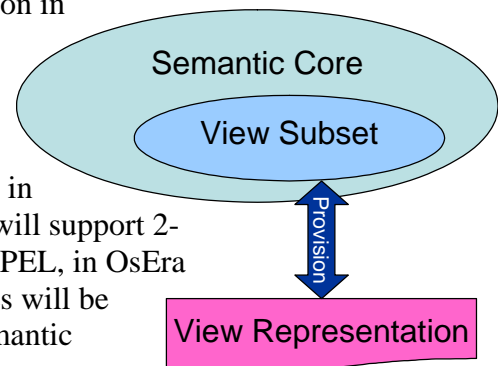 on in
Semantic Core
View Subset
in
will support 2-
PEL, in OsEra
s will be
mantic
Provision
View Representation